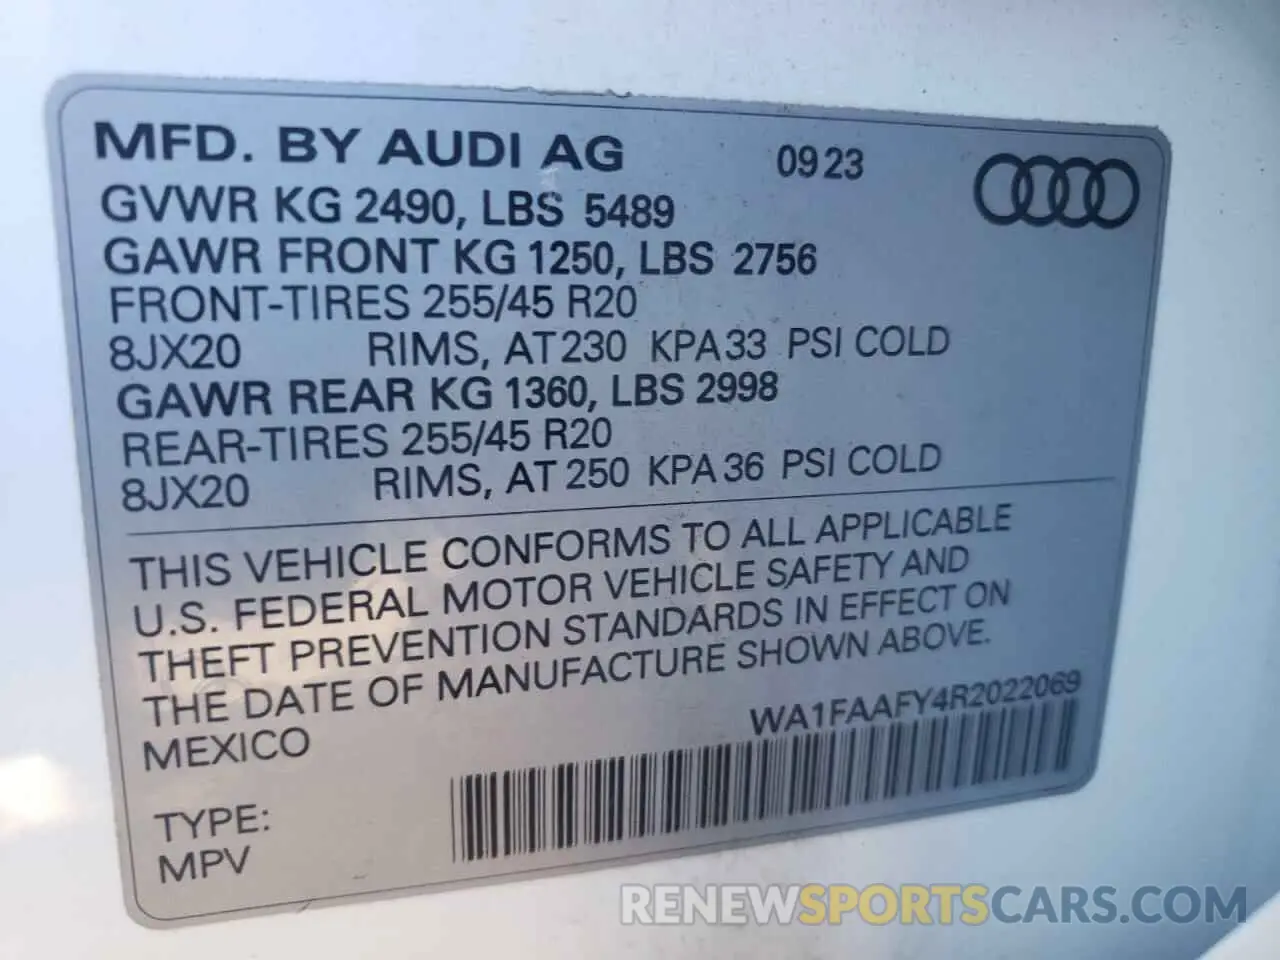 MFD. BY AUDI AG 09 23
GVWR KG 2490, LBS 5489
GAWR FRONT KG 1250, LBS 2756
FRONT-TIRES 255/45 R20
8JX20 RIMS, AT 230 KPA 33 PSI COLD
GAWR REAR KG 1360, LBS 2998
REAR-TIRES 255/45 R20
8JX20 RIMS, AT 250 KPA 36 PSI COLD
THIS VEHICLE CONFORMS TO ALL APPLICABLE
U.S. FEDERAL MOTOR VEHICLE SAFETY AND
THEFT PREVENTION STANDARDS IN EFFECT ON
THE DATE OF MANUFACTURE SHOWN ABOVE.
MEXICO WA1FAAFY4R2022069
TYPE:
MPV
RENEWSPORTSCARS.COM